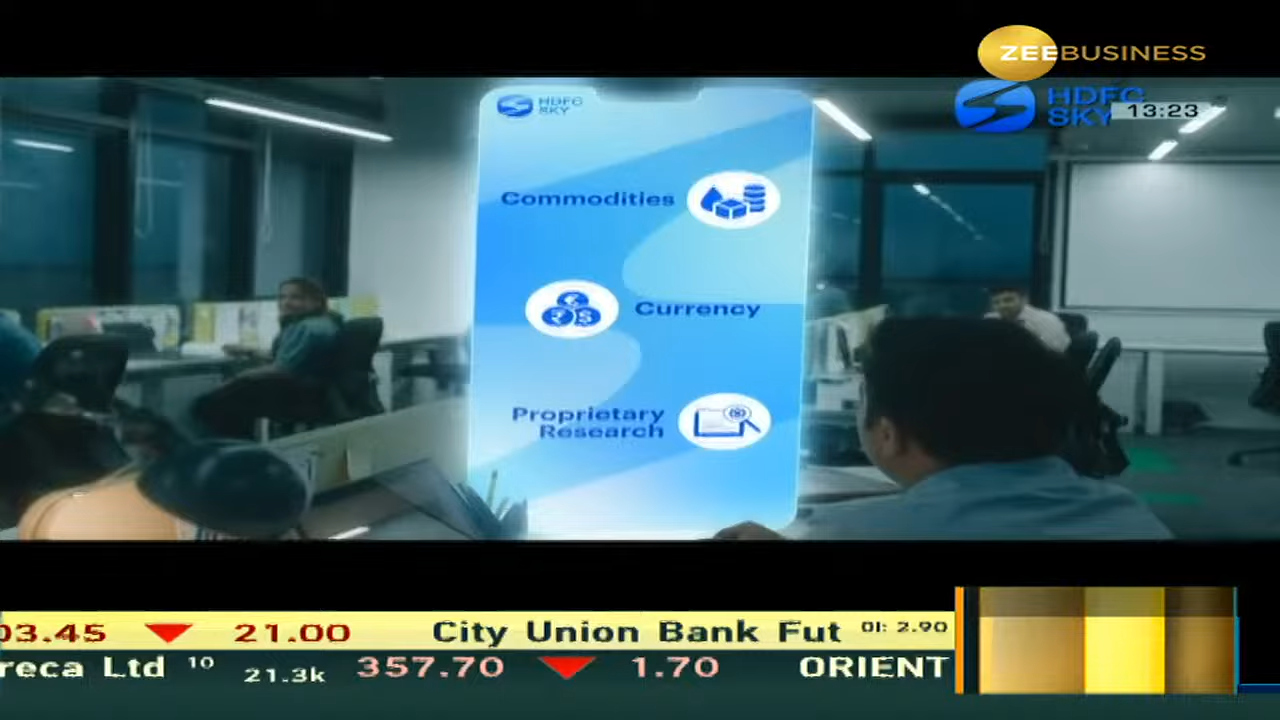 ZEEBUSINESS
HDFC
SKY
13:23
HDFC
SKY
Commodities
Currency
Proprietary
Research
03.45 21.00 City Union Bank Fut OI: 2.90
reca Ltd 10 21.3k 357.70 1.70 ORIENT